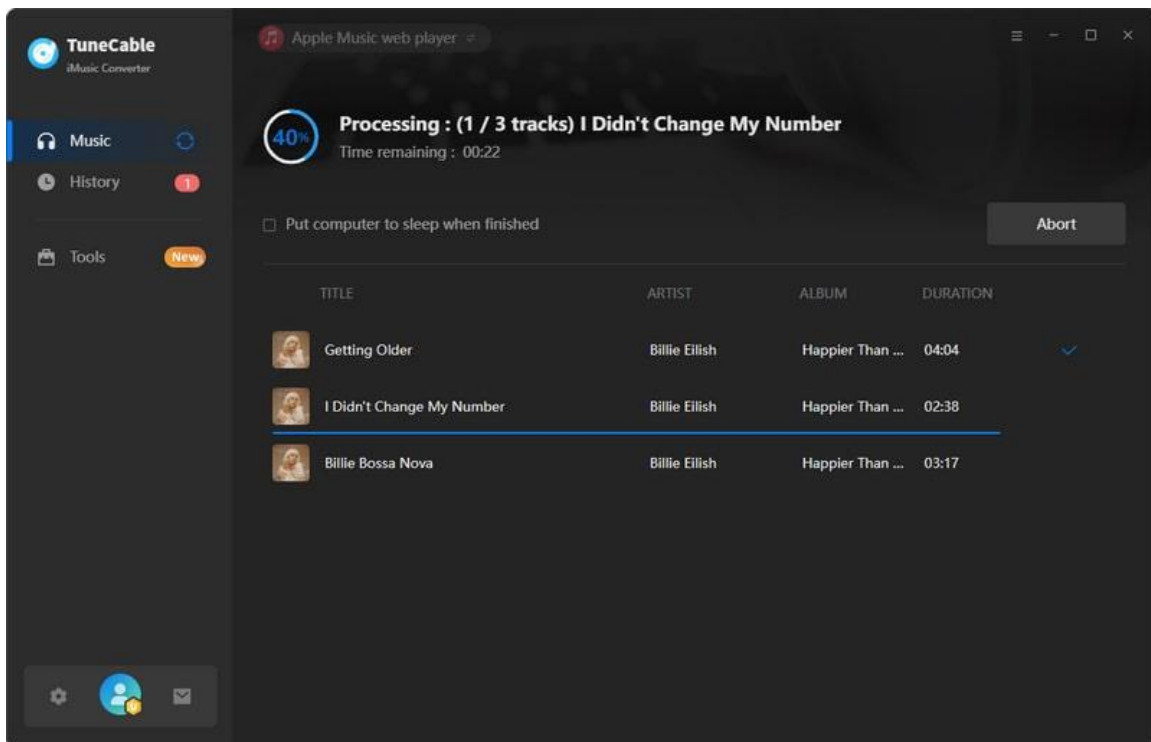 TuneCable
iMusic Converter
Apple Music web player
Music
History
1
Tools
New
40%
Processing : (1 / 3 tracks) I Didn't Change My Number
Time remaining : 00:22
Put computer to sleep when finished
Abort
TITLE ARTIST ALBUM DURATION
Getting Older Billie Eilish Happier Than ... 04:04
I Didn't Change My Number Billie Eilish Happier Than ... 02:38
Billie Bossa Nova Billie Eilish Happier Than ... 03:17